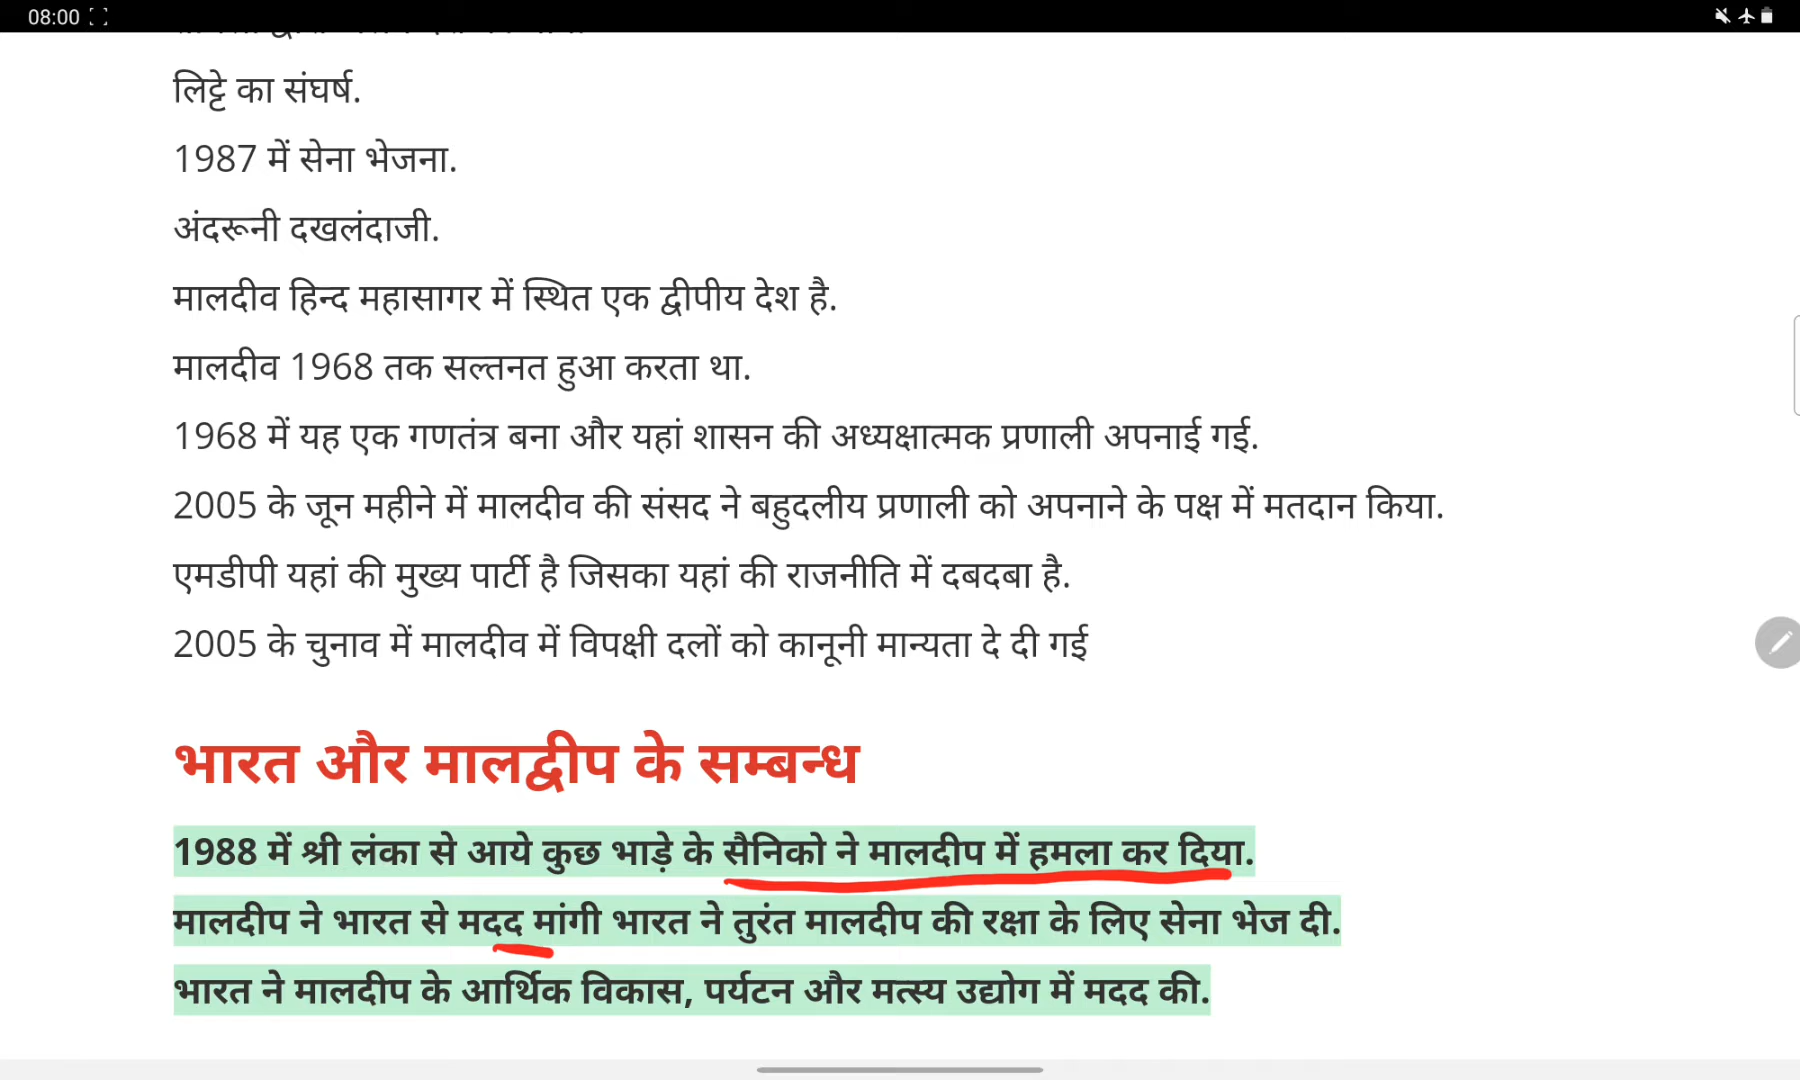 08:00
लिट्टे का संघर्ष.
1987 में सेना भेजना.
अंदरूनी दखलंदाजी.
मालदीव हिन्द महासागर में स्थित एक द्वीपीय देश है.
मालदीव 1968 तक सल्तनत हुआ करता था.
1968 में यह एक गणतंत्र बना और यहां शासन की अध्यक्षात्मक प्रणाली अपनाई गई.
2005 के जून महीने में मालदीव की संसद ने बहुदलीय प्रणाली को अपनाने के पक्ष में मतदान किया.
एमडीपी यहां की मुख्य पार्टी है जिसका यहां की राजनीति में दबदबा है.
2005 के चुनाव में मालदीव में विपक्षी दलों को कानूनी मान्यता दे दी गई
भारत और मालद्वीप के सम्बन्ध
1988 में श्री लंका से आये कुछ भाड़े के सैनिको ने मालदीप में हमला कर दिया.
मालदीप ने भारत से मदद मांगी भारत ने तुरंत मालदीप की रक्षा के लिए सेना भेज दी.
भारत ने मालदीप के आर्थिक विकास, पर्यटन और मत्स्य उद्योग में मदद की.